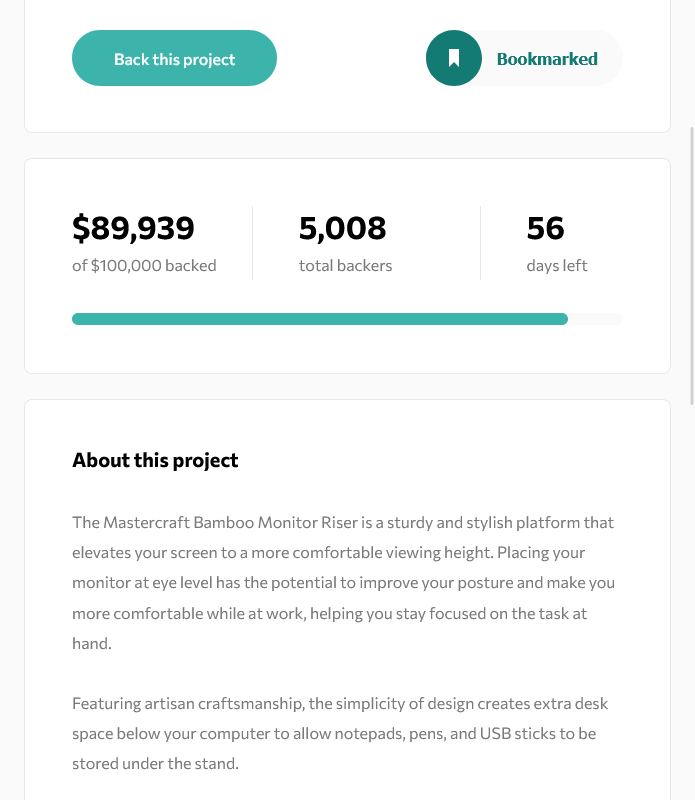 Back this project
Bookmarked
$89,939
of $100,000 backed
5,008
total backers
56
days left
About this project
The Mastercraft Bamboo Monitor Riser is a sturdy and stylish platform that
elevates your screen to a more comfortable viewing height. Placing your
monitor at eye level has the potential to improve your posture and make you
more comfortable while at work, helping you stay focused on the task at
hand.
Featuring artisan craftsmanship, the simplicity of design creates extra desk
space below your computer to allow notepads, pens, and USB sticks to be
stored under the stand.